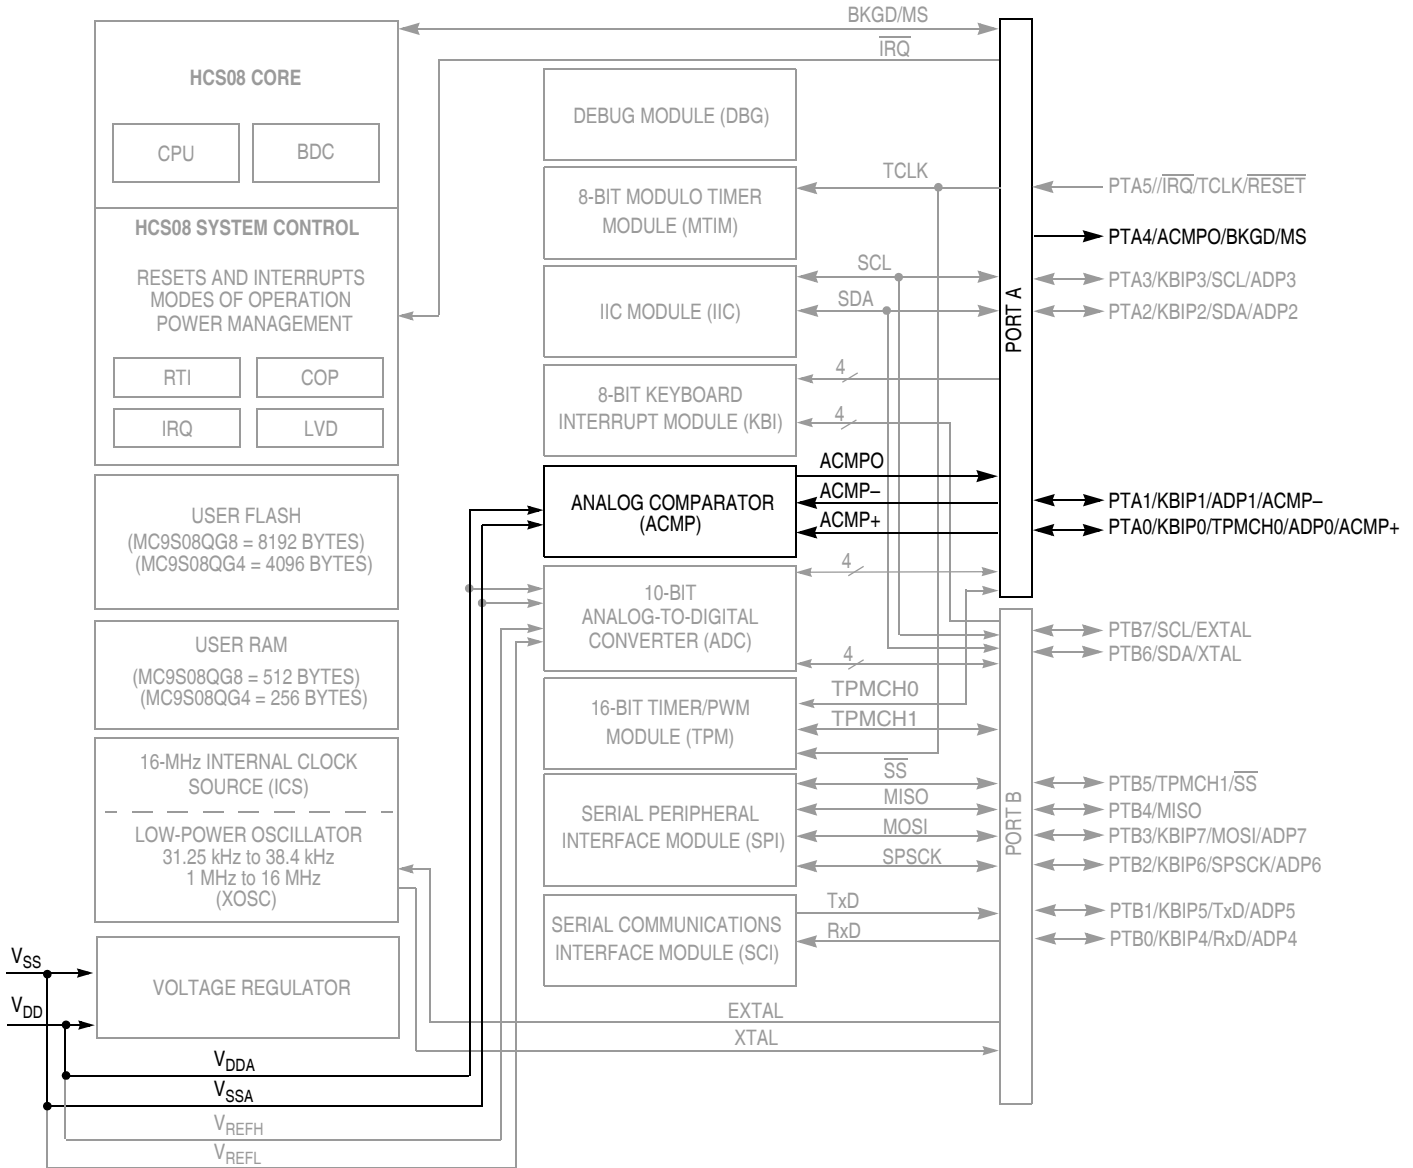 BKGD/MS
IRQ
HCS08 CORE
CPU
BDC
HCS08 SYSTEM CONTROL
RESETS AND INTERRUPTS
MODES OF OPERATION
POWER MANAGEMENT
RTI
COP
IRQ
LVD
USER FLASH
(MC9S08QG8 = 8192 BYTES)
(MC9S08QG4 = 4096 BYTES)
USER RAM
(MC9S08QG8 = 512 BYTES)
(MC9S08QG4 = 256 BYTES)
16-MHz INTERNAL CLOCK
SOURCE (ICS)
LOW-POWER OSCILLATOR
31.25 kHz to 38.4 kHz
1 MHz to 16 MHz
(XOSC)
VSS
VDD
VOLTAGE REGULATOR
VDDA
VSSA
VREFH
VREFL
DEBUG MODULE (DBG)
8-BIT MODULO TIMER
MODULE (MTIM)
TCLK
IIC MODULE (IIC)
SCL
SDA
8-BIT KEYBOARD
INTERRUPT MODULE (KBI)
4
4
ANALOG COMPARATOR
(ACMP)
ACMPO
ACMP–
ACMP+
10-BIT
ANALOG-TO-DIGITAL
CONVERTER (ADC)
4
4
16-BIT TIMER/PWM
MODULE (TPM)
TPMCH0
TPMCH1
SERIAL PERIPHERAL
INTERFACE MODULE (SPI)
SS
MISO
MOSI
SPSCK
SERIAL COMMUNICATIONS
INTERFACE MODULE (SCI)
TxD
RxD
EXTAL
XTAL
PORT A
PTA5//IRQ/TCLK/RESET
PTA4/ACMPO/BKGD/MS
PTA3/KBIP3/SCL/ADP3
PTA2/KBIP2/SDA/ADP2
PTA1/KBIP1/ADP1/ACMP–
PTA0/KBIP0/TPMCH0/ADP0/ACMP+
PORT B
PTB7/SCL/EXTAL
PTB6/SDA/XTAL
PTB5/TPMCH1/SS
PTB4/MISO
PTB3/KBIP7/MOSI/ADP7
PTB2/KBIP6/SPSCK/ADP6
PTB1/KBIP5/TxD/ADP5
PTB0/KBIP4/RxD/ADP4